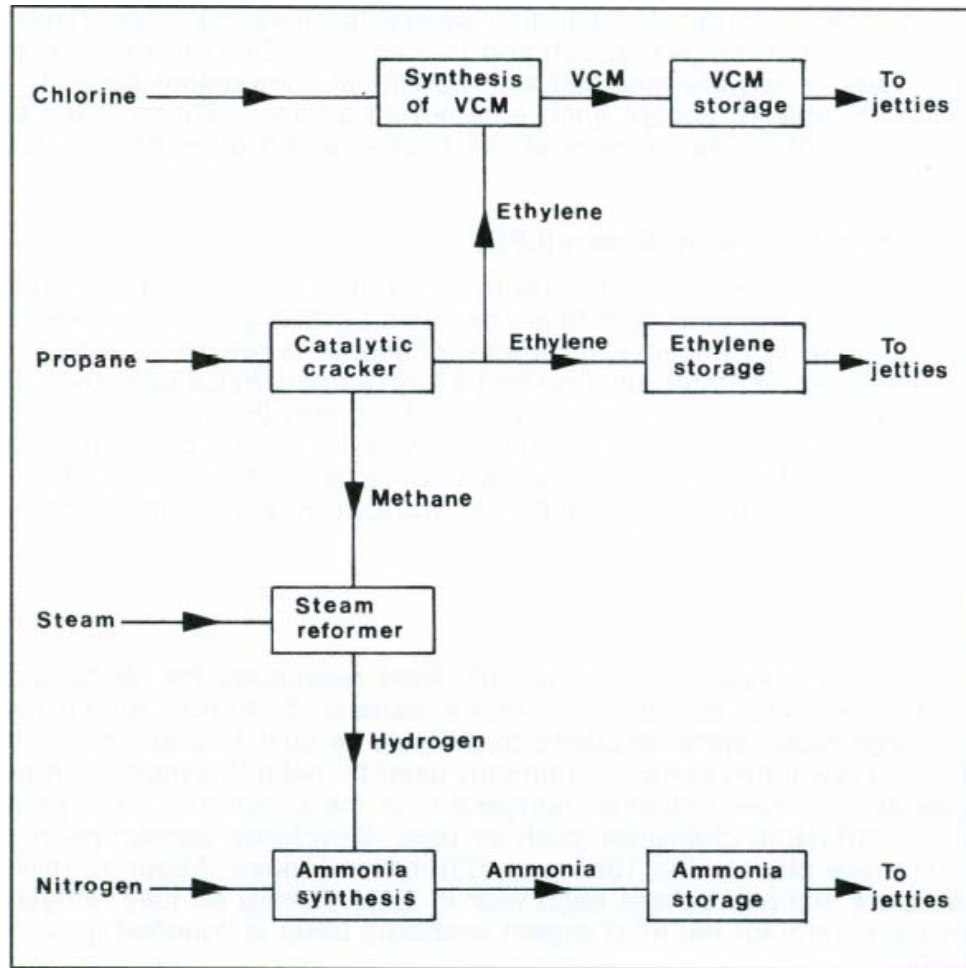 Chlorine
Synthesis
of VCM
VCM
VCM
storage
To
jetties
Ethylene
Propane
Catalytic
cracker
Ethylene
Ethylene
storage
To
jetties
Methane
Steam
Steam
reformer
Hydrogen
Nitrogen
Ammonia
synthesis
Ammonia
Ammonia
storage
To
jetties